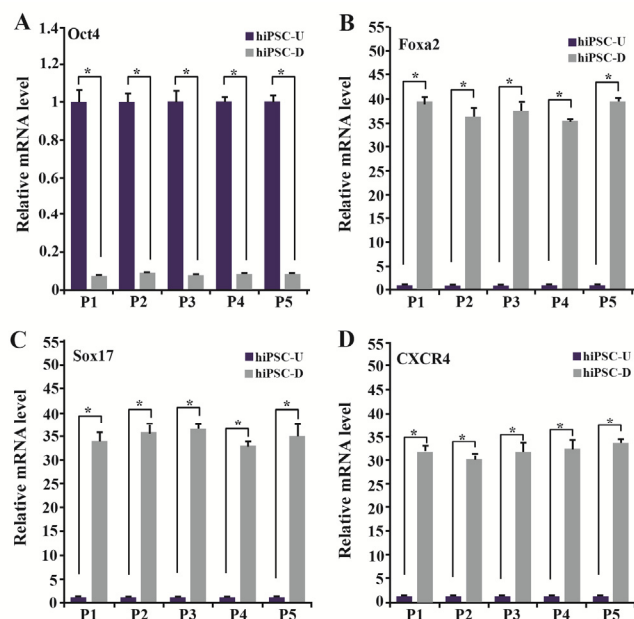 A
Oct4
hiPSC-U
hiPSC-D
Relative mRNA level
1.4
1.2
1
0.8
0.6
0.4
0.2
0
* * * * *
P1 P2 P3 P4 P5
B
Foxa2
hiPSC-U
hiPSC-D
Relative mRNA level
55
50
45
40
35
30
25
20
15
10
5
0
* * * * *
P1 P2 P3 P4 P5
C
Sox17
hiPSC-U
hiPSC-D
Relative mRNA level
55
50
45
40
35
30
25
20
15
10
5
0
* * * * *
P1 P2 P3 P4 P5
D
CXCR4
hiPSC-U
hiPSC-D
Relative mRNA level
55
50
45
40
35
30
25
20
15
10
5
0
* * * * *
P1 P2 P3 P4 P5